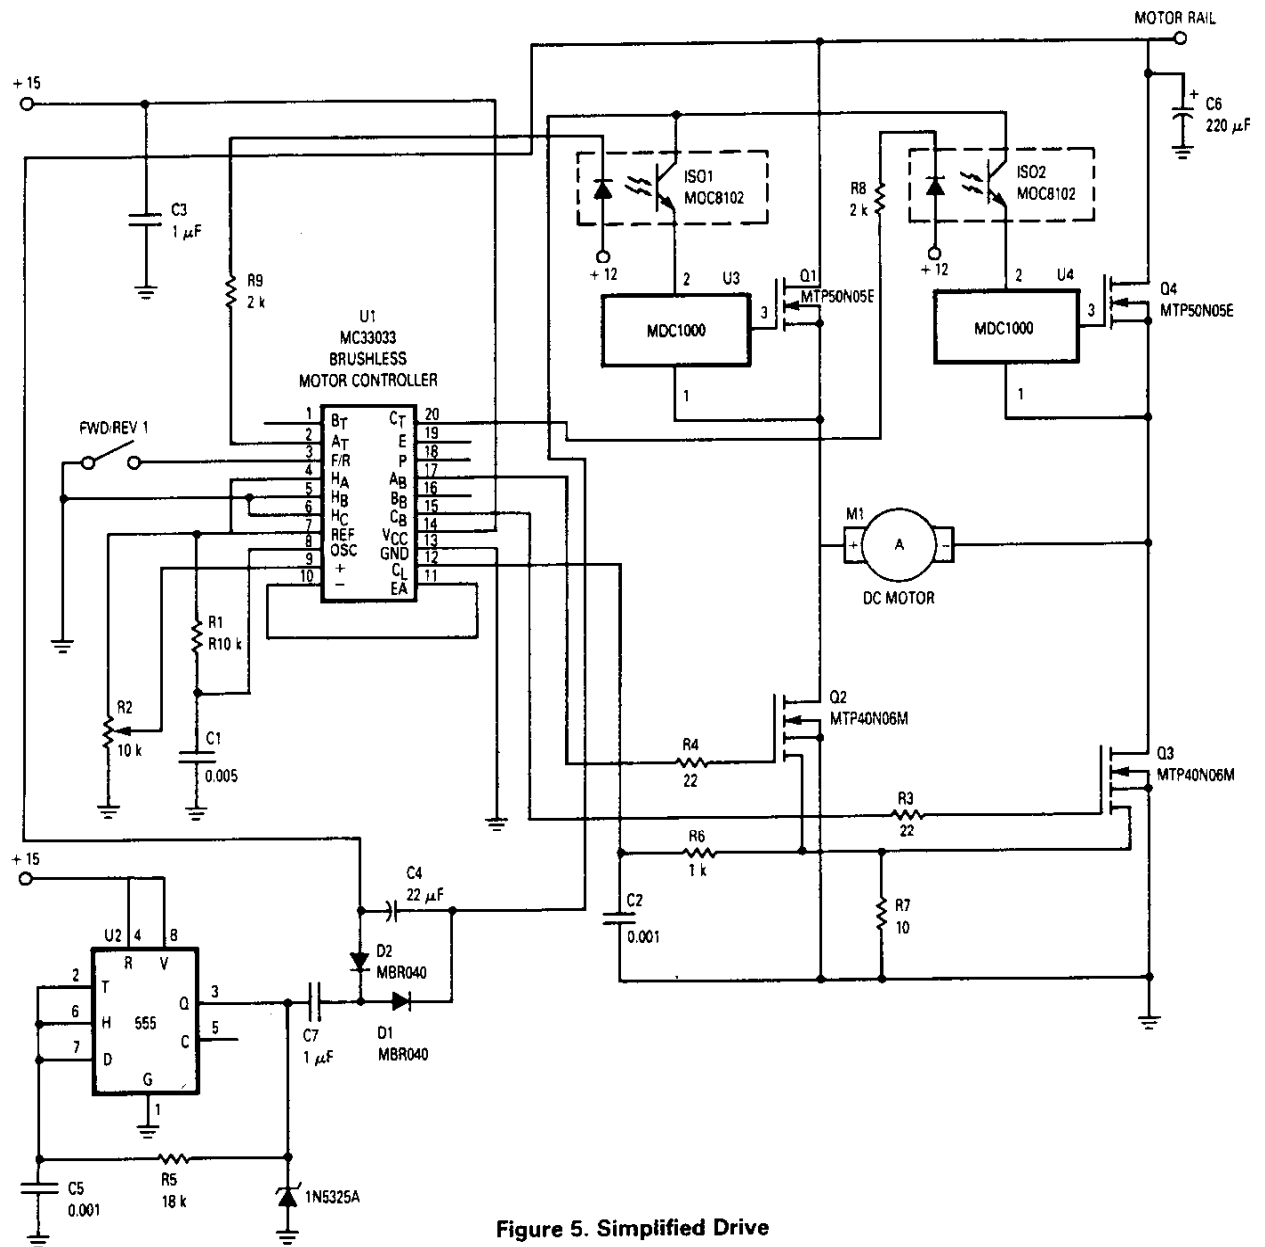 MOTOR RAIL
+ 15
+
C6
220 µF
ISO1
MOC8102
ISO2
MOC8102
R8
2 k
C3
1 µF
+ 12
+ 12
R9
2 k
2
U3
Q1
MTP50N05E
2
U4
Q4
MTP50N05E
MDC1000
3
MDC1000
3
U1
MC33033
BRUSHLESS
MOTOR CONTROLLER
1
1
FWD/REV 1
1 BT CT 20
2 AT E 19
3 F/R P 18
4 HA AB 17
5 HB BB 16
6 HC CB 15
7 REF VCC 14
8 OSC GND 13
9 + CL 12
10 − EA 11
M1
+ A −
DC MOTOR
R1
R10 k
R2
10 k
C1
0.005
Q2
MTP40N06M
R4
22
Q3
MTP40N06M
R3
22
R6
1 k
+ 15
C4
22 µF
C2
0.001
R7
10
U2 4 8
R V
D2
MBR040
2 T Q 3
6 H 555
7 D C 5
G
1
C7
1 µF
D1
MBR040
R5
18 k
C5
0.001
1N5325A
Figure 5. Simplified Drive